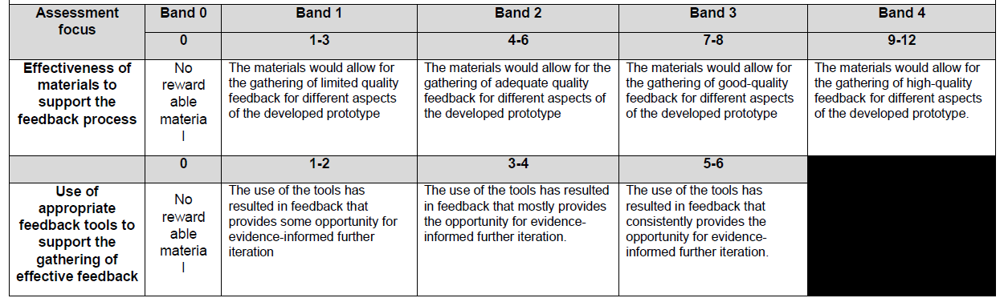 Assessment focus
Band 0
Band 1
Band 2
Band 3
Band 4
0
1-3
4-6
7-8
9-12
Effectiveness of
materials to
support the
feedback process
No
reward
able
materia
l
The materials would allow for
the gathering of limited quality
feedback for different aspects
of the developed prototype
The materials would allow for the
gathering of adequate quality
feedback for different aspects of
the developed prototype
The materials would allow for
the gathering of good-quality
feedback for different aspects
of the developed prototype
The materials would allow for
the gathering of high-quality
feedback for different aspects
of the developed prototype.
0
1-2
3-4
5-6
Use of
appropriate
feedback tools to
support the
gathering of
effective feedback
No
reward
able
materia
l
The use of the tools has
resulted in feedback that
provides some opportunity for
evidence-informed further
iteration
The use of the tools has resulted
in feedback that mostly provides
the opportunity for evidence-
informed further iteration.
The use of the tools has
resulted in feedback that
consistently provides the
opportunity for evidence-
informed further iteration.